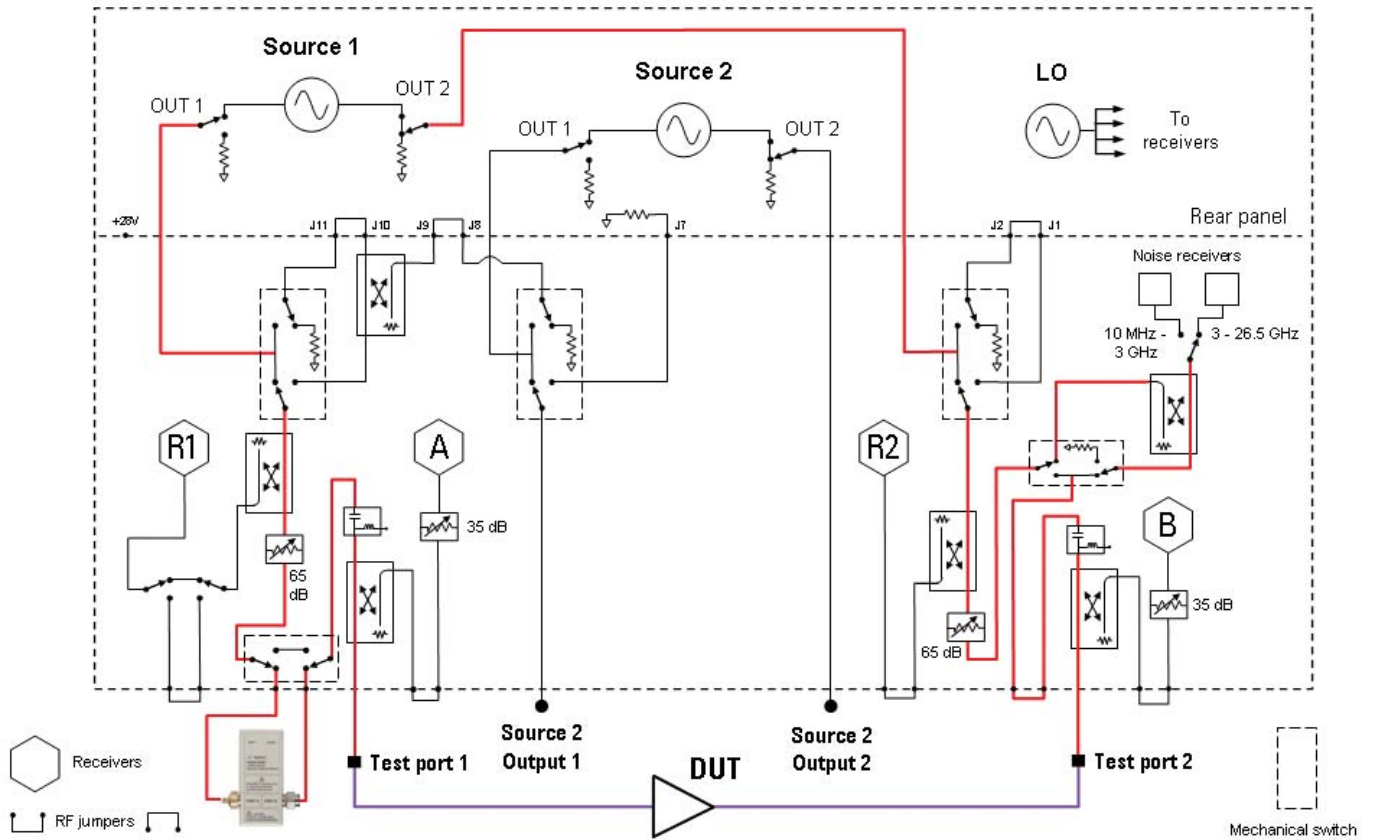 Source 1
Source 2
LO
OUT 1
OUT 2
OUT 1
OUT 2
To
receivers
+28V
J11
J10
J9
J8
J7
J2
J1
Rear panel
Noise receivers
10 MHz -
3 GHz
3 - 26.5 GHz
R1
A
R2
B
35 dB
35 dB
65
dB
65 dB
Source 2
Output 1
Source 2
Output 2
Test port 1
DUT
Test port 2
Receivers
RF jumpers
Mechanical switch